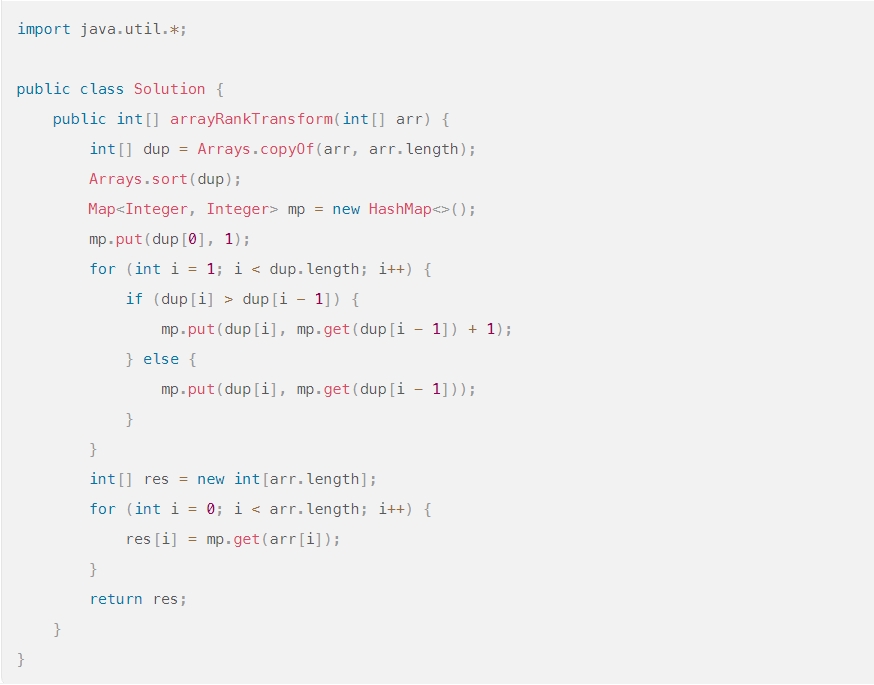 import java.util.*;

public class Solution {
    public int[] arrayRankTransform(int[] arr) {
        int[] dup = Arrays.copyOf(arr, arr.length);
        Arrays.sort(dup);
        Map<Integer, Integer> mp = new HashMap<>();
        mp.put(dup[0], 1);
        for (int i = 1; i < dup.length; i++) {
            if (dup[i] > dup[i - 1]) {
                mp.put(dup[i], mp.get(dup[i - 1]) + 1);
            } else {
                mp.put(dup[i], mp.get(dup[i - 1]));
            }
        }
        int[] res = new int[arr.length];
        for (int i = 0; i < arr.length; i++) {
            res[i] = mp.get(arr[i]);
        }
        return res;
    }
}